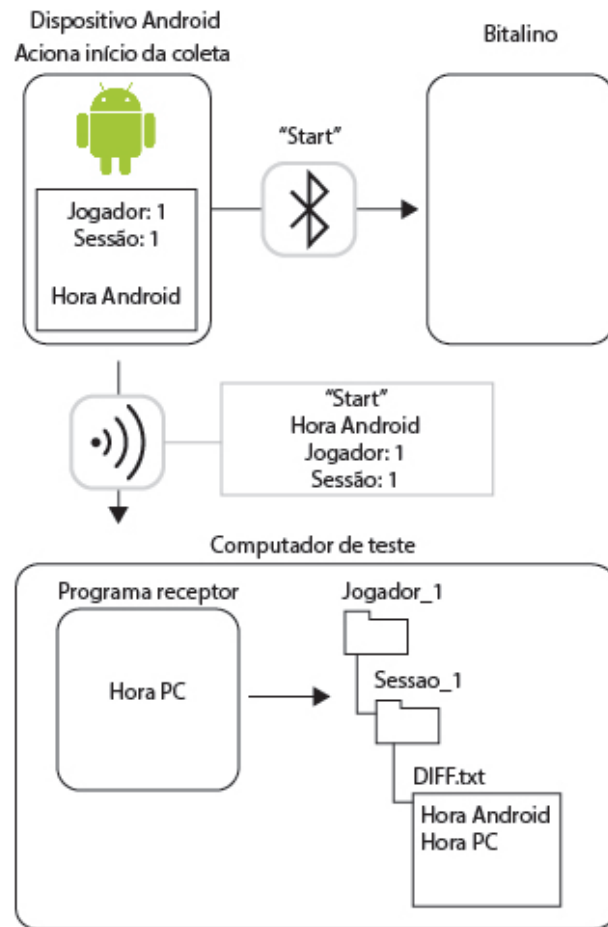 Dispositivo Android
Aciona início da coleta
Bitalino
“Start”
Jogador: 1
Sessão: 1
Hora Android
“Start”
Hora Android
Jogador: 1
Sessão: 1
Computador de teste
Programa receptor
Hora PC
Jogador_1
Sessao_1
DIFF.txt
Hora Android
Hora PC